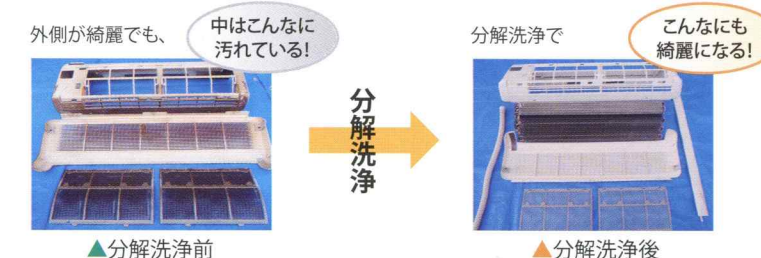 外側が綺麗でも、
中はこんなに
汚れている!
分解洗浄
分解洗浄で
こんなにも
綺麗になる!
▲分解洗浄前
▲分解洗浄後